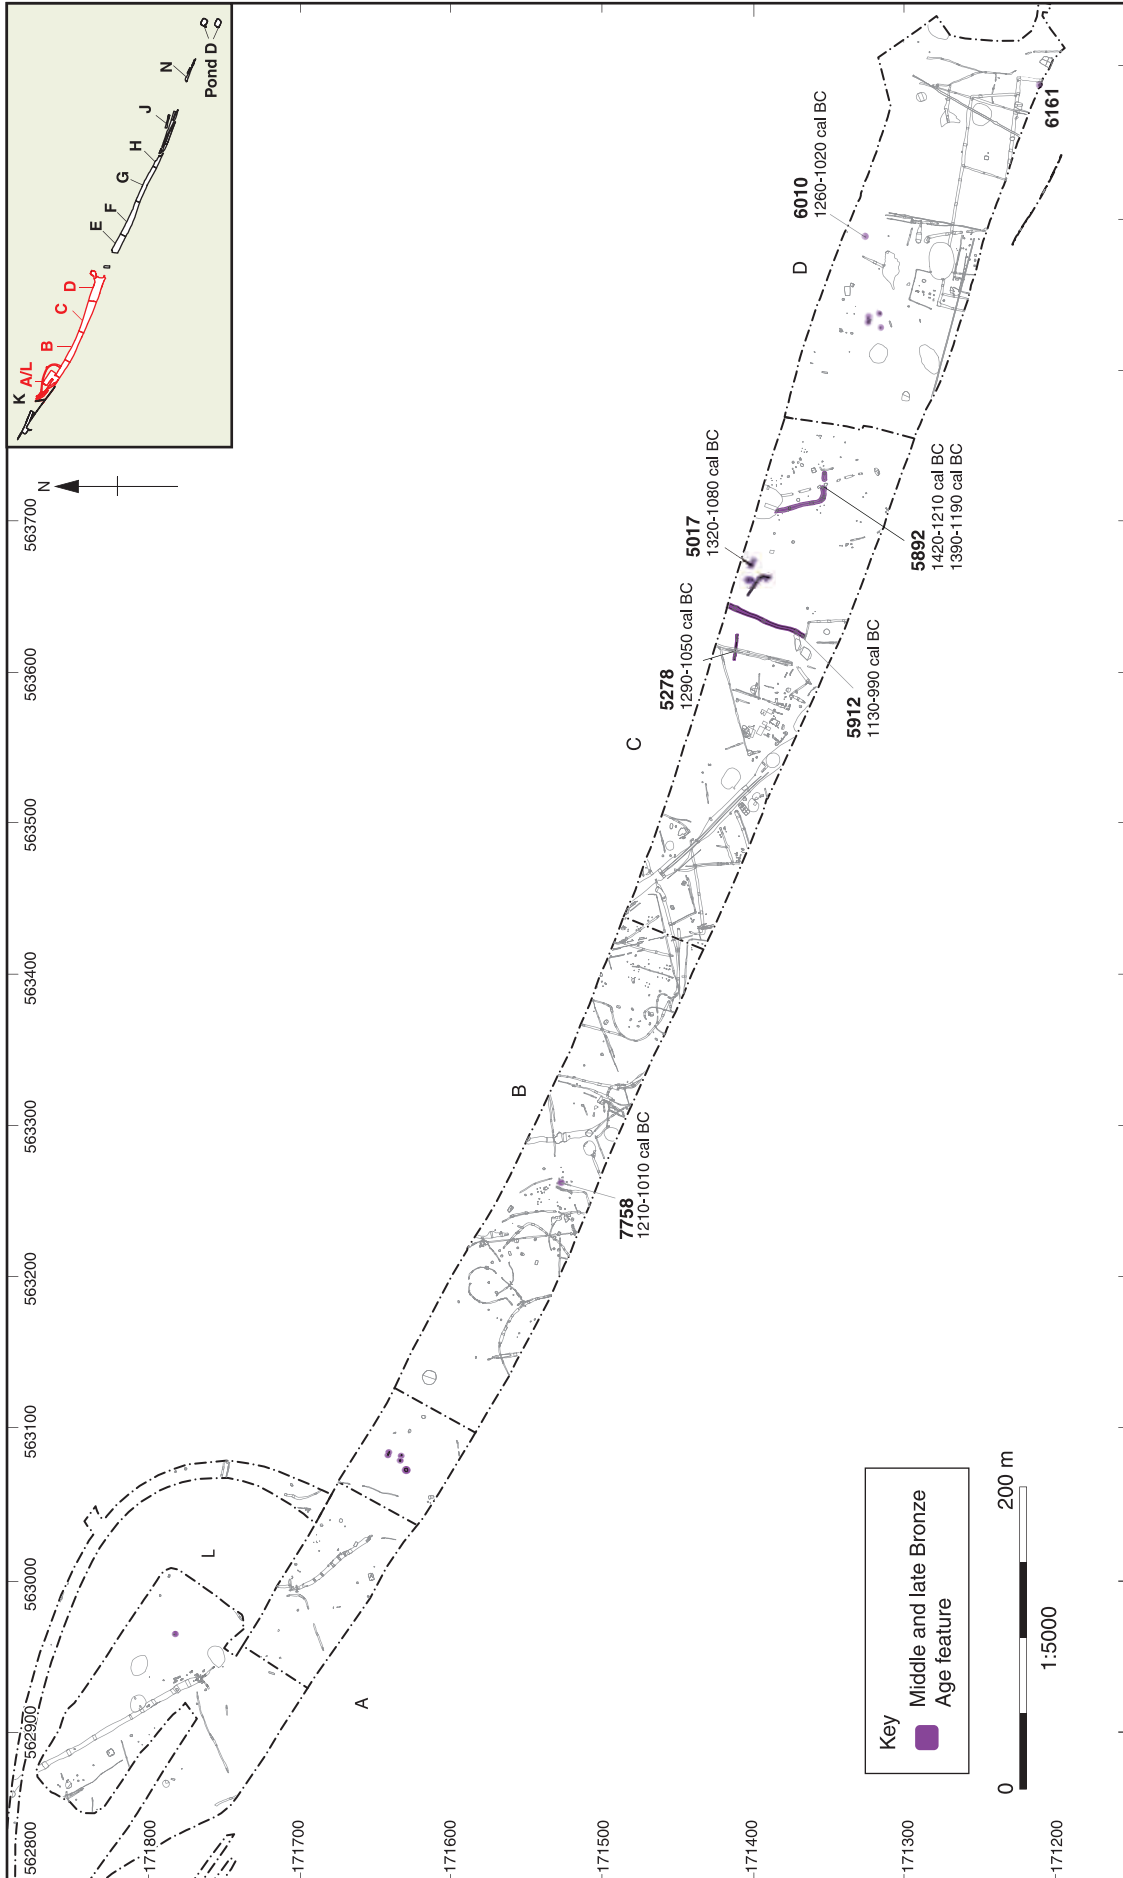 K
A/L
B
C
D
E
F
G
H
J
N
Pond D
N
562800
562900
563000
563100
563200
563300
563400
563500
563600
563700
171800
171700
171600
171500
171400
171300
171200
L
A
B
C
D
7758
1210-1010 cal BC
5278
1290-1050 cal BC
5017
1320-1080 cal BC
5912
1130-990 cal BC
5892
1420-1210 cal BC
1390-1190 cal BC
6010
1260-1020 cal BC
6161
Key
Middle and late Bronze
Age feature
0
200 m
1:5000